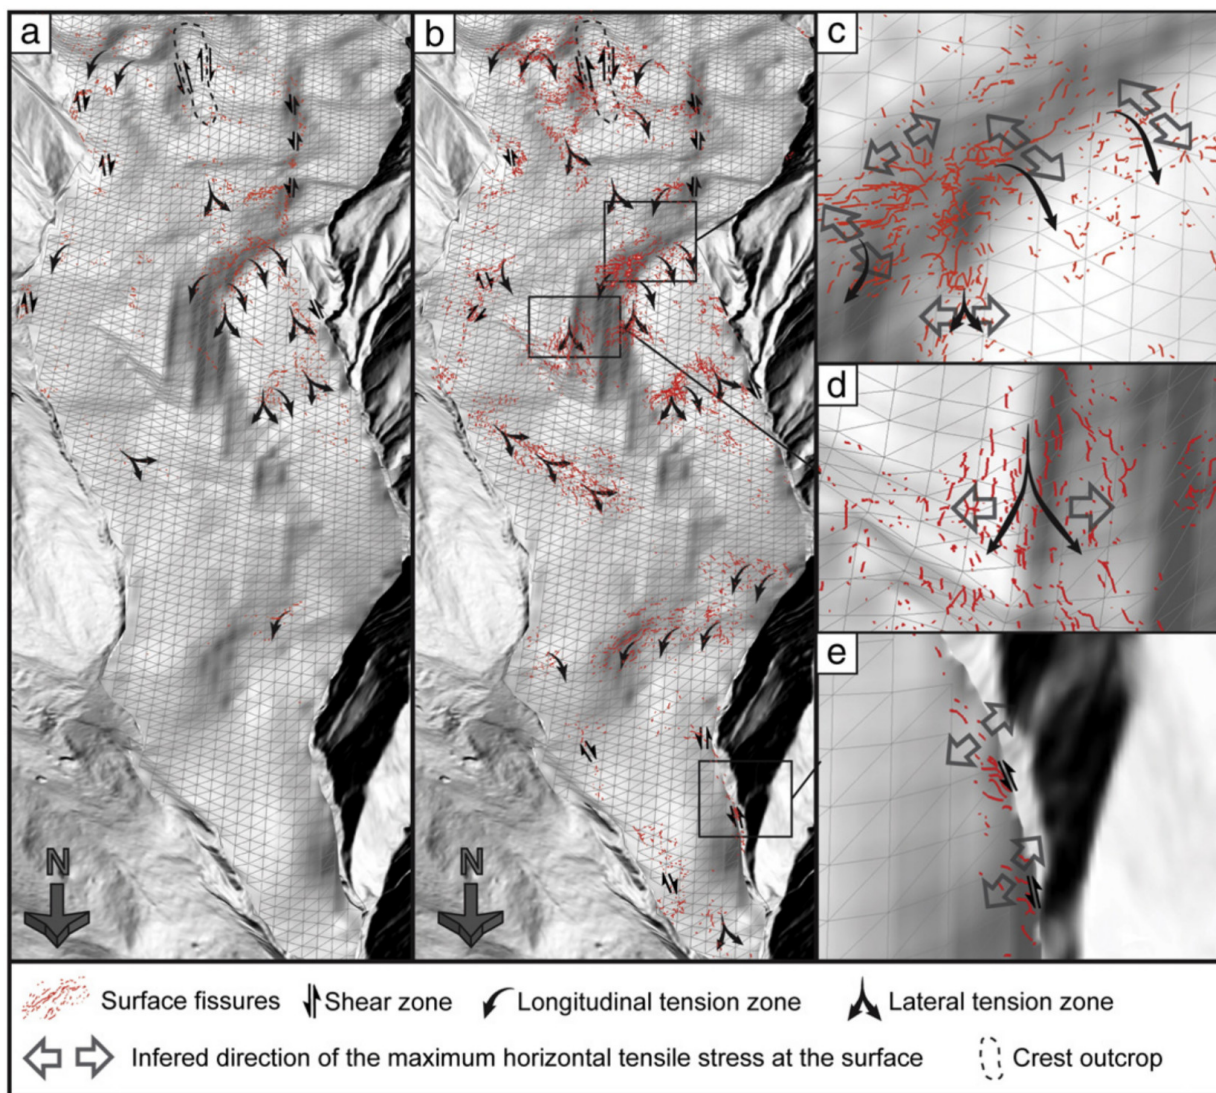 a
b
c
d
e
N
N
Surface fissures
Shear zone
Longitudinal tension zone
Lateral tension zone
Infered direction of the maximum horizontal tensile stress at the surface
Crest outcrop